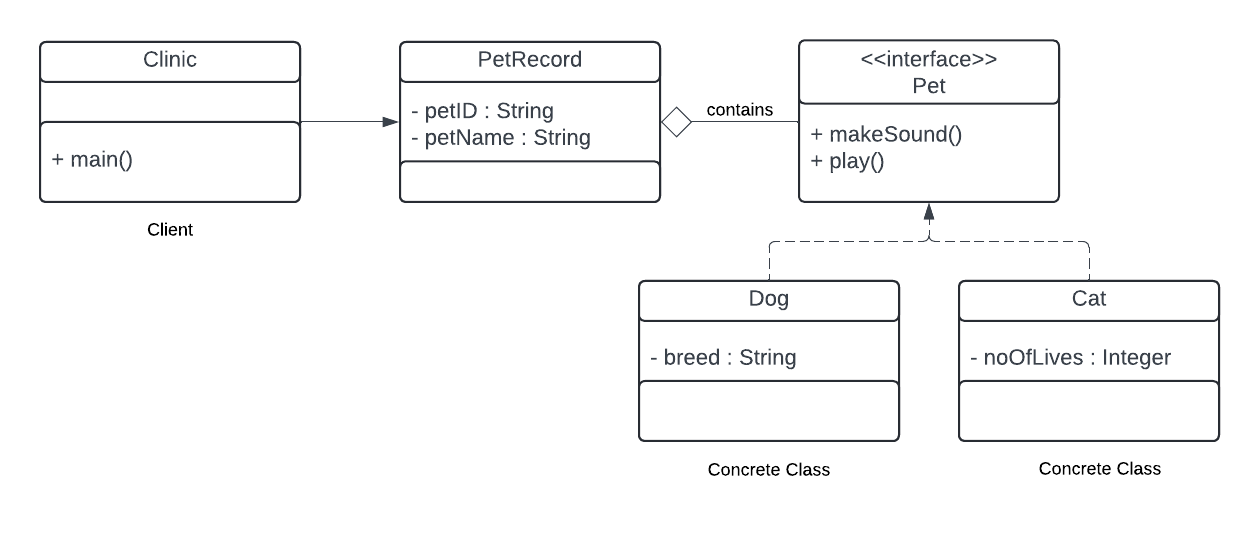 Clinic
+ main()
Client
PetRecord
- petID : String
- petName : String
contains
<<interface>>
Pet
+ makeSound()
+ play()
Dog
- breed : String
Concrete Class
Cat
- noOfLives : Integer
Concrete Class